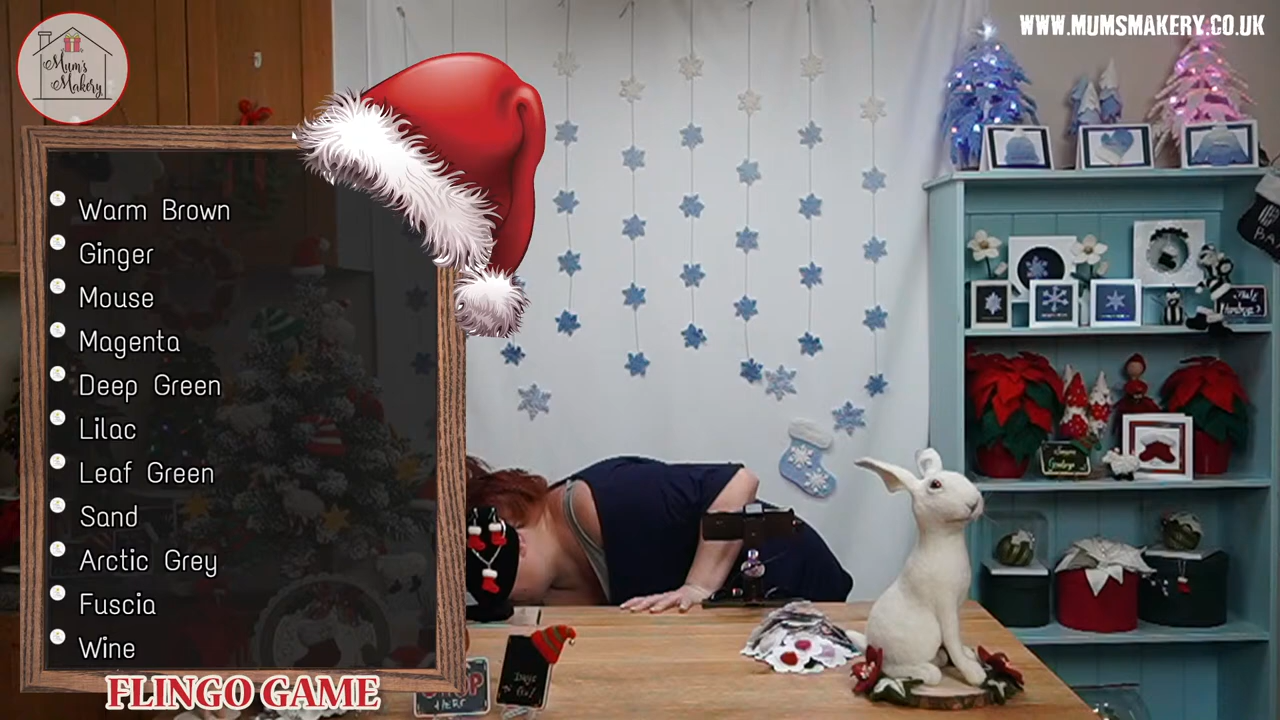 Mum's
Makery
WWW.MUMSMAKERY.CO.UK
Warm Brown
Ginger
Mouse
Magenta
Deep Green
Lilac
Leaf Green
Sand
Arctic Grey
Fuscia
Wine
FLINGO GAME